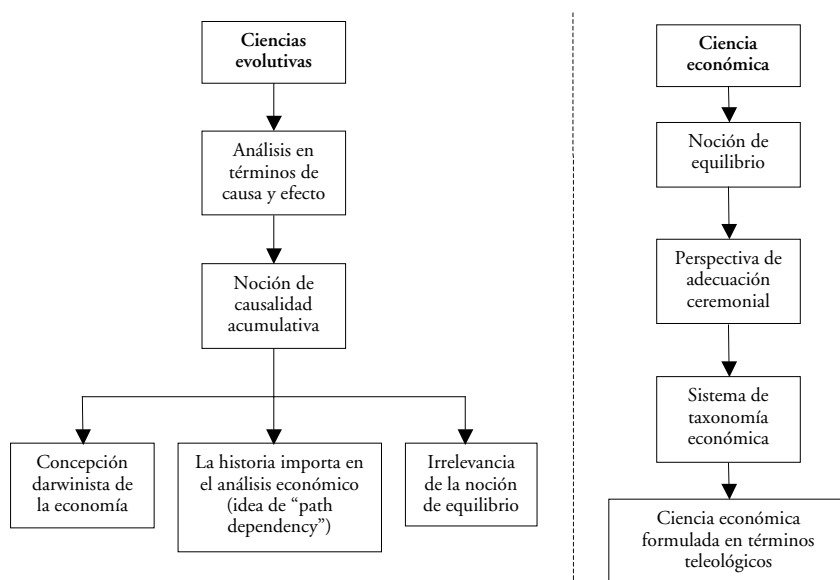 Ciencias
evolutivas
Análisis en
términos de
causa y efecto
Noción de
causalidad
acumulativa
Concepción
darwinista de
la economía
La historia importa en
el análisis económico
(idea de “path
dependency”)
Irrelevancia
de la noción
de equilibrio
Ciencia
económica
Noción de
equilibrio
Perspectiva de
adecuación
ceremonial
Sistema de
taxonomía
económica
Ciencia económica
formulada en términos
teleológicos